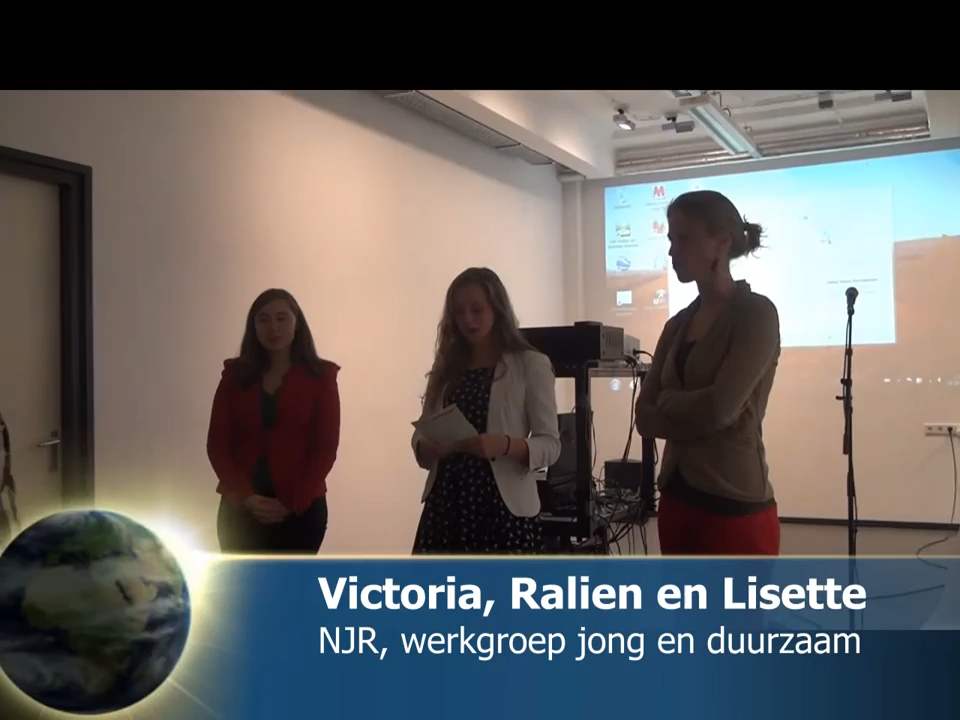 Victoria, Ralien en Lisette
NJR, werkgroep jong en duurzaam